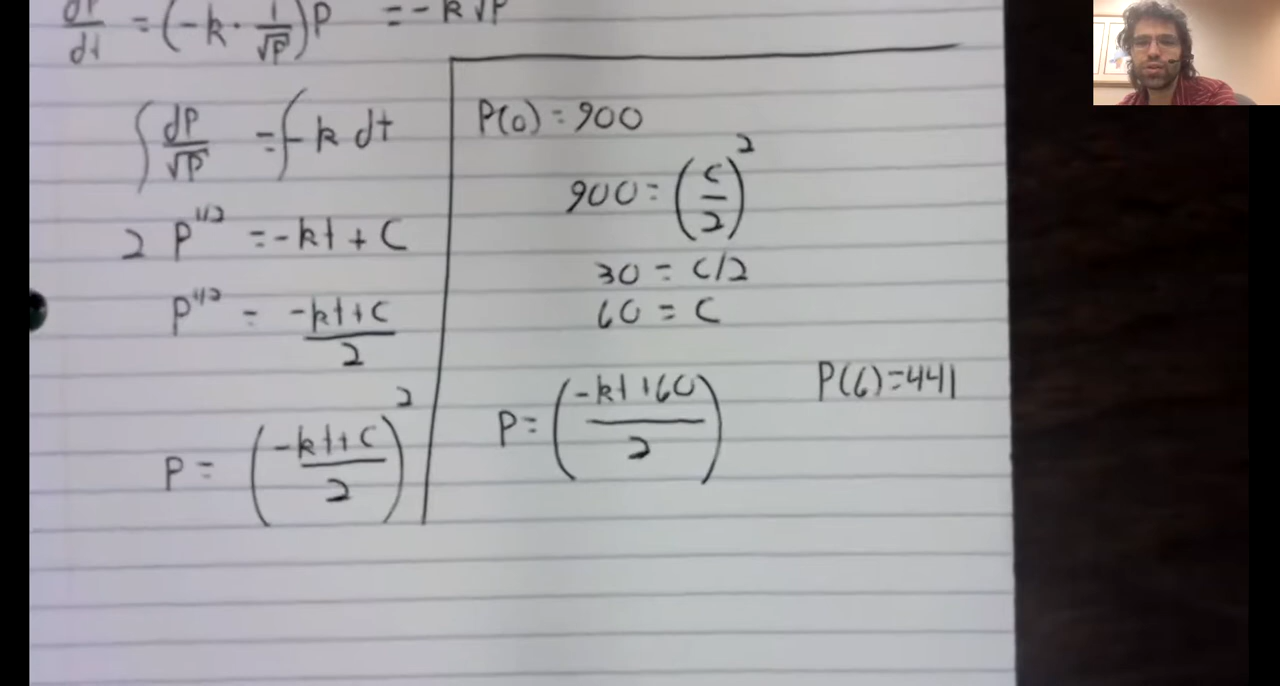 dP/dt = (-k · 1/√P)P = -k√P
∫ dP/√P = ∫-k dt
2 P^1/2 = -kt + C
P^1/2 = (-kt+C)/2
P = ((-kt+C)/2)^2
P(0) = 900
900 = (C/2)^2
30 = C/2
60 = C
P = ((-kt+60)/2)
P(6)=441